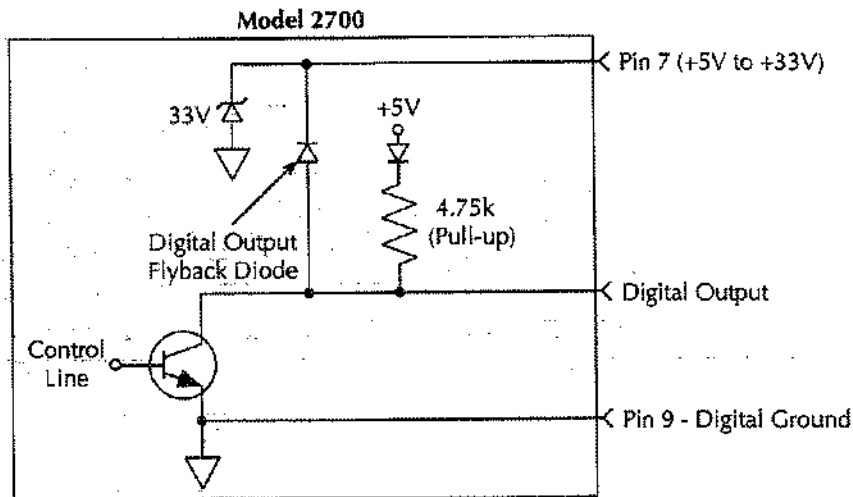 Model 2700
Pin 7 (+5V to +33V)
33V
+5V
4.75k
(Pull-up)
Digital Output
Flyback Diode
Digital Output
Control
Line
Pin 9 - Digital Ground